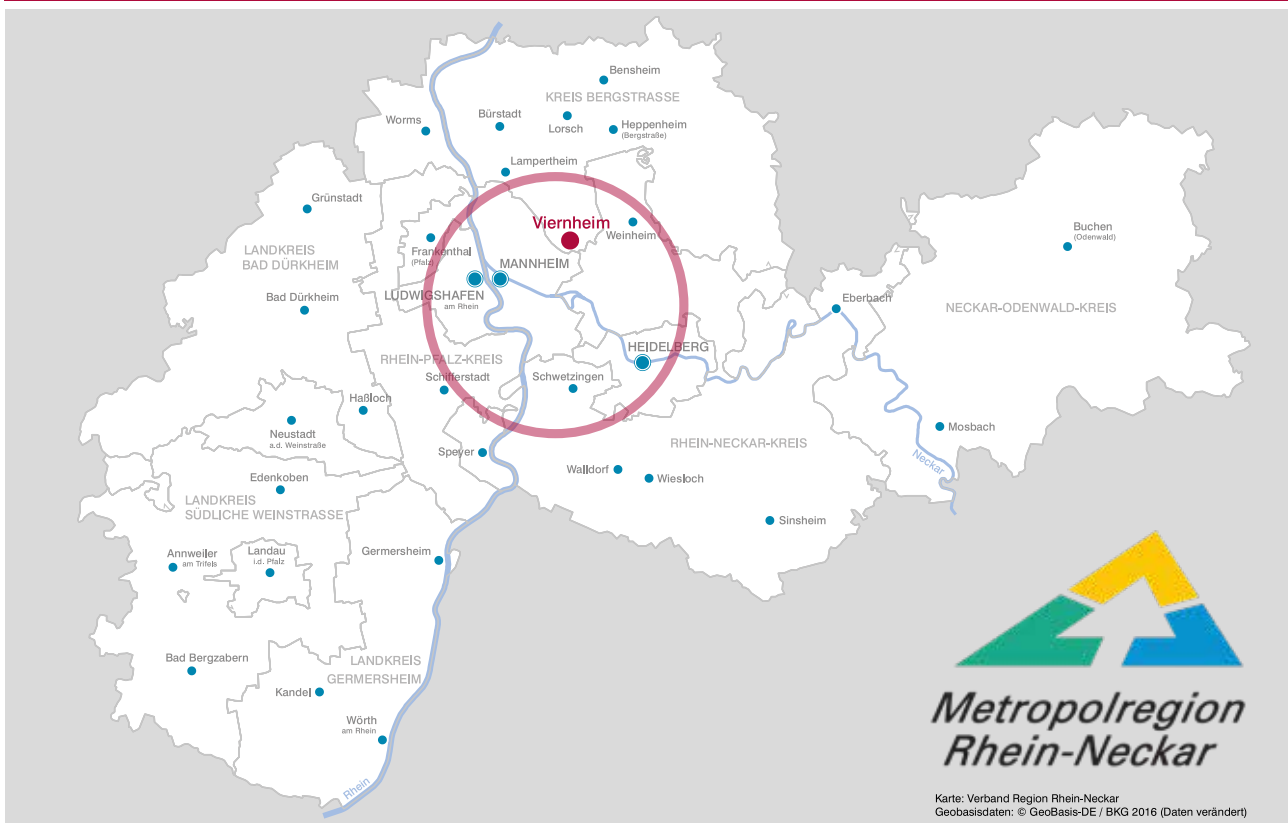 Bensheim
KREIS BERGSTRASSE
Worms
Bürstadt
Lorsch
Heppenheim
(Bergstraße)
Lampertheim
Grünstadt
Viernheim
Weinheim
Buchen
(Odenwald)
LANDKREIS
BAD DÜRKHEIM
Frankenthal
(Pfalz)
MANNHEIM
LUDWIGSHAFEN
am Rhein
Bad Dürkheim
Eberbach
NECKAR-ODENWALD-KREIS
HEIDELBERG
RHEIN-PFALZ-KREIS
Schifferstadt
Schwetzingen
Haßloch
Neustadt
a.d. Weinstraße
Mosbach
RHEIN-NECKAR-KREIS
Speyer
Neckar
Walldorf
Wiesloch
Edenkoben
LANDKREIS
SÜDLICHE WEINSTRASSE
Sinsheim
Annweiler
am Trifels
Landau
i.d. Pfalz
Germersheim
Bad Bergzabern
LANDKREIS
GERMERSHEIM
Kandel
Wörth
am Rhein
Rhein
Metropolregion
Rhein-Neckar
Karte: Verband Region Rhein-Neckar
Geobasisdaten: © GeoBasis-DE / BKG 2016 (Daten verändert)